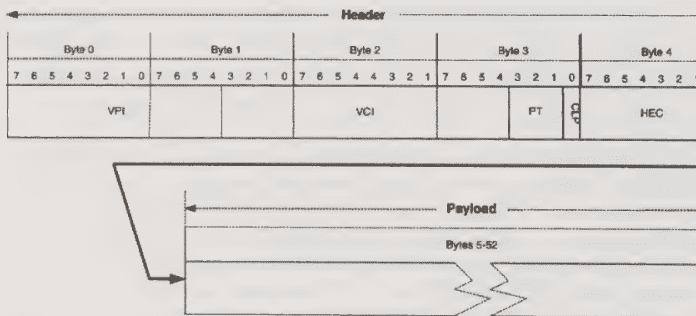 Header
Byte 0 Byte 1 Byte 2 Byte 3 Byte 4
7 6 5 4 3 2 1 0 7 6 5 4 3 2 1 0 7 6 5 4 4 3 2 1 7 6 5 4 3 2 1 0 7 6 5 4 3 2 1
VPI VCI PT CLP HEC
Payload
Bytes 5-52